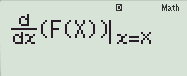 D Math
d/dx(F(X))|x=X